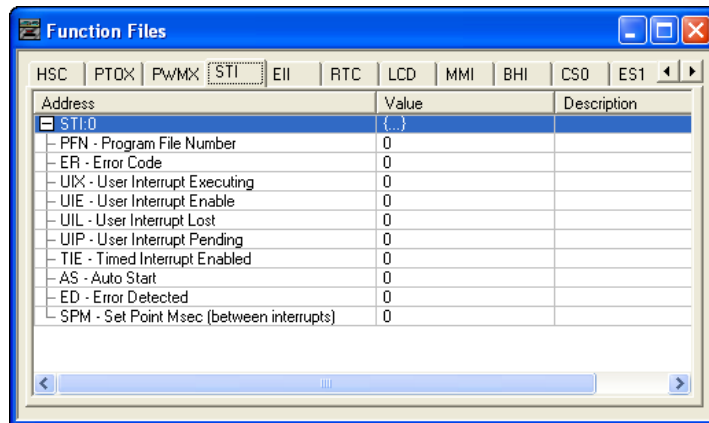 Function Files
HSC PTOX PWMX STI EII RTC LCD MMI BHI CS0 ES1
Address Value Description
STI:0 {...}
PFN - Program File Number 0
ER - Error Code 0
UIX - User Interrupt Executing 0
UIE - User Interrupt Enable 0
UIL - User Interrupt Lost 0
UIP - User Interrupt Pending 0
TIE - Timed Interrupt Enabled 0
AS - Auto Start 0
ED - Error Detected 0
SPM - Set Point Msec (between interrupts) 0